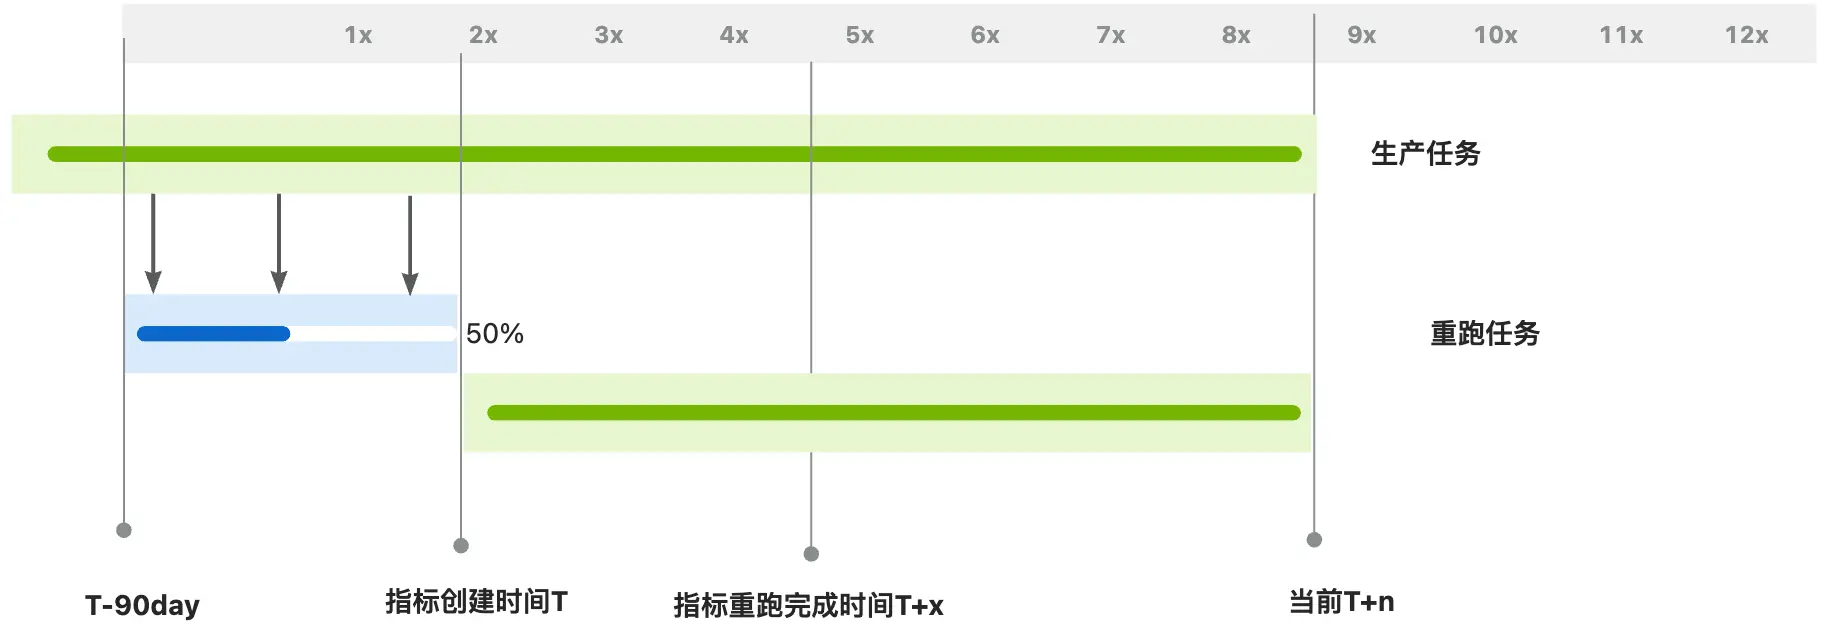 1x 2x 3x 4x 5x 6x 7x 8x 9x 10x 11x 12x
生产任务
50%
重跑任务
T-90day
指标创建时间T
指标重跑完成时间T+x
当前T+n